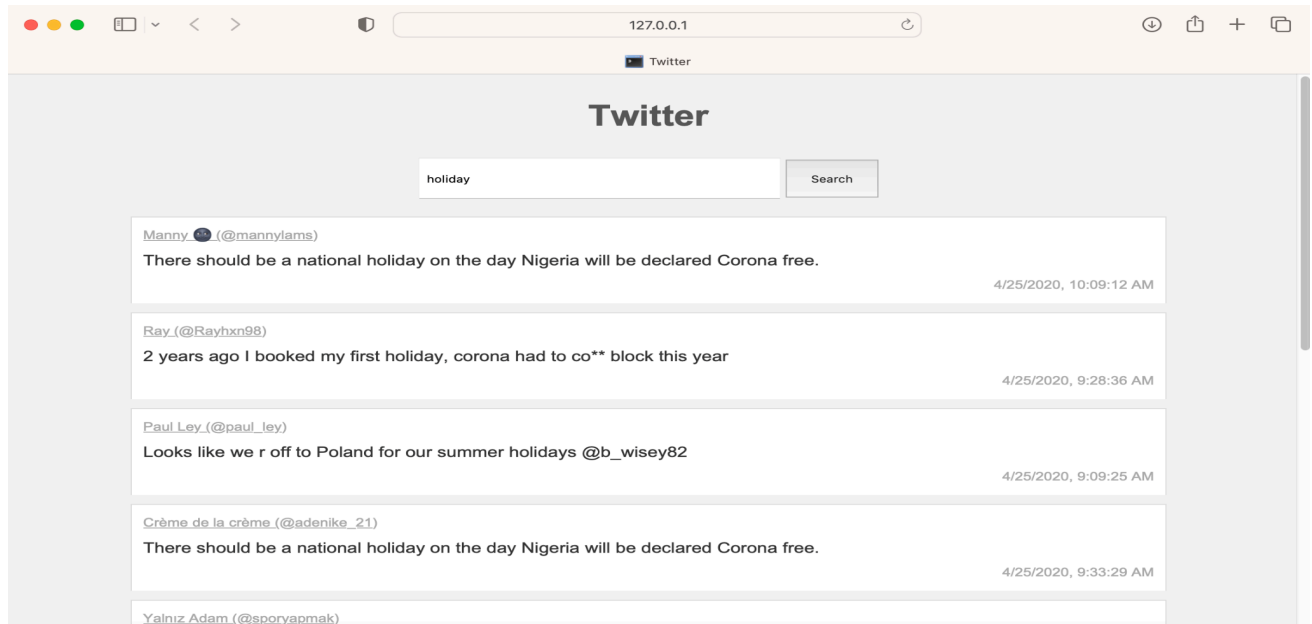 127.0.0.1
Twitter
Twitter
holiday
Search
Manny 🌚 (@mannylams)
There should be a national holiday on the day Nigeria will be declared Corona free.
4/25/2020, 10:09:12 AM
Ray (@Rayhxn98)
2 years ago I booked my first holiday, corona had to co** block this year
4/25/2020, 9:28:36 AM
Paul Ley (@paul_ley)
Looks like we r off to Poland for our summer holidays @b_wisey82
4/25/2020, 9:09:25 AM
Crème de la crème (@adenike_21)
There should be a national holiday on the day Nigeria will be declared Corona free.
4/25/2020, 9:33:29 AM
Yalnız Adam (@sporyapmak)